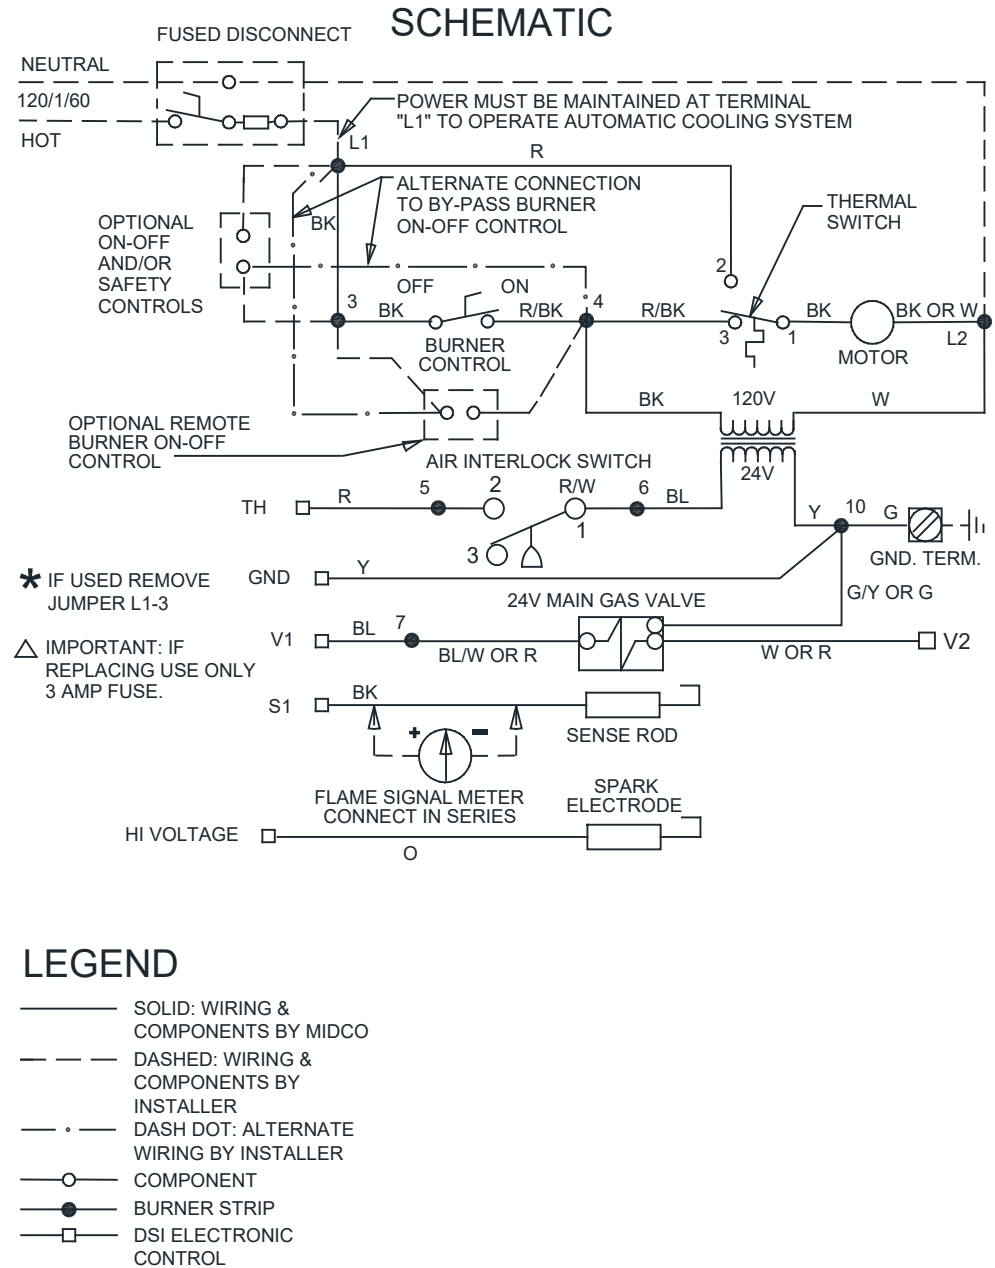 SCHEMATIC
FUSED DISCONNECT
NEUTRAL
120/1/60
HOT
POWER MUST BE MAINTAINED AT TERMINAL
"L1" TO OPERATE AUTOMATIC COOLING SYSTEM
L1
R
ALTERNATE CONNECTION
TO BY-PASS BURNER
ON-OFF CONTROL
THERMAL
SWITCH
OPTIONAL
ON-OFF
AND/OR
SAFETY
CONTROLS
BK
2
OFF
ON
3
BK
R/BK
4
R/BK
3
1
BK
BK OR W
L2
MOTOR
BURNER
CONTROL
BK
120V
W
OPTIONAL REMOTE
BURNER ON-OFF
CONTROL
24V
AIR INTERLOCK SWITCH
TH
R
5
2
R/W
1
6
BL
3
Y
10
G
GND. TERM.
GND
Y
G/Y OR G
* IF USED REMOVE
JUMPER L1-3
24V MAIN GAS VALVE
V1
BL
7
BL/W OR R
W OR R
V2
△ IMPORTANT: IF
REPLACING USE ONLY
3 AMP FUSE.
S1
BK
SENSE ROD
+
-
FLAME SIGNAL METER
CONNECT IN SERIES
SPARK
ELECTRODE
HI VOLTAGE
O
LEGEND
SOLID: WIRING &
COMPONENTS BY MIDCO
DASHED: WIRING &
COMPONENTS BY
INSTALLER
DASH DOT: ALTERNATE
WIRING BY INSTALLER
COMPONENT
BURNER STRIP
DSI ELECTRONIC
CONTROL